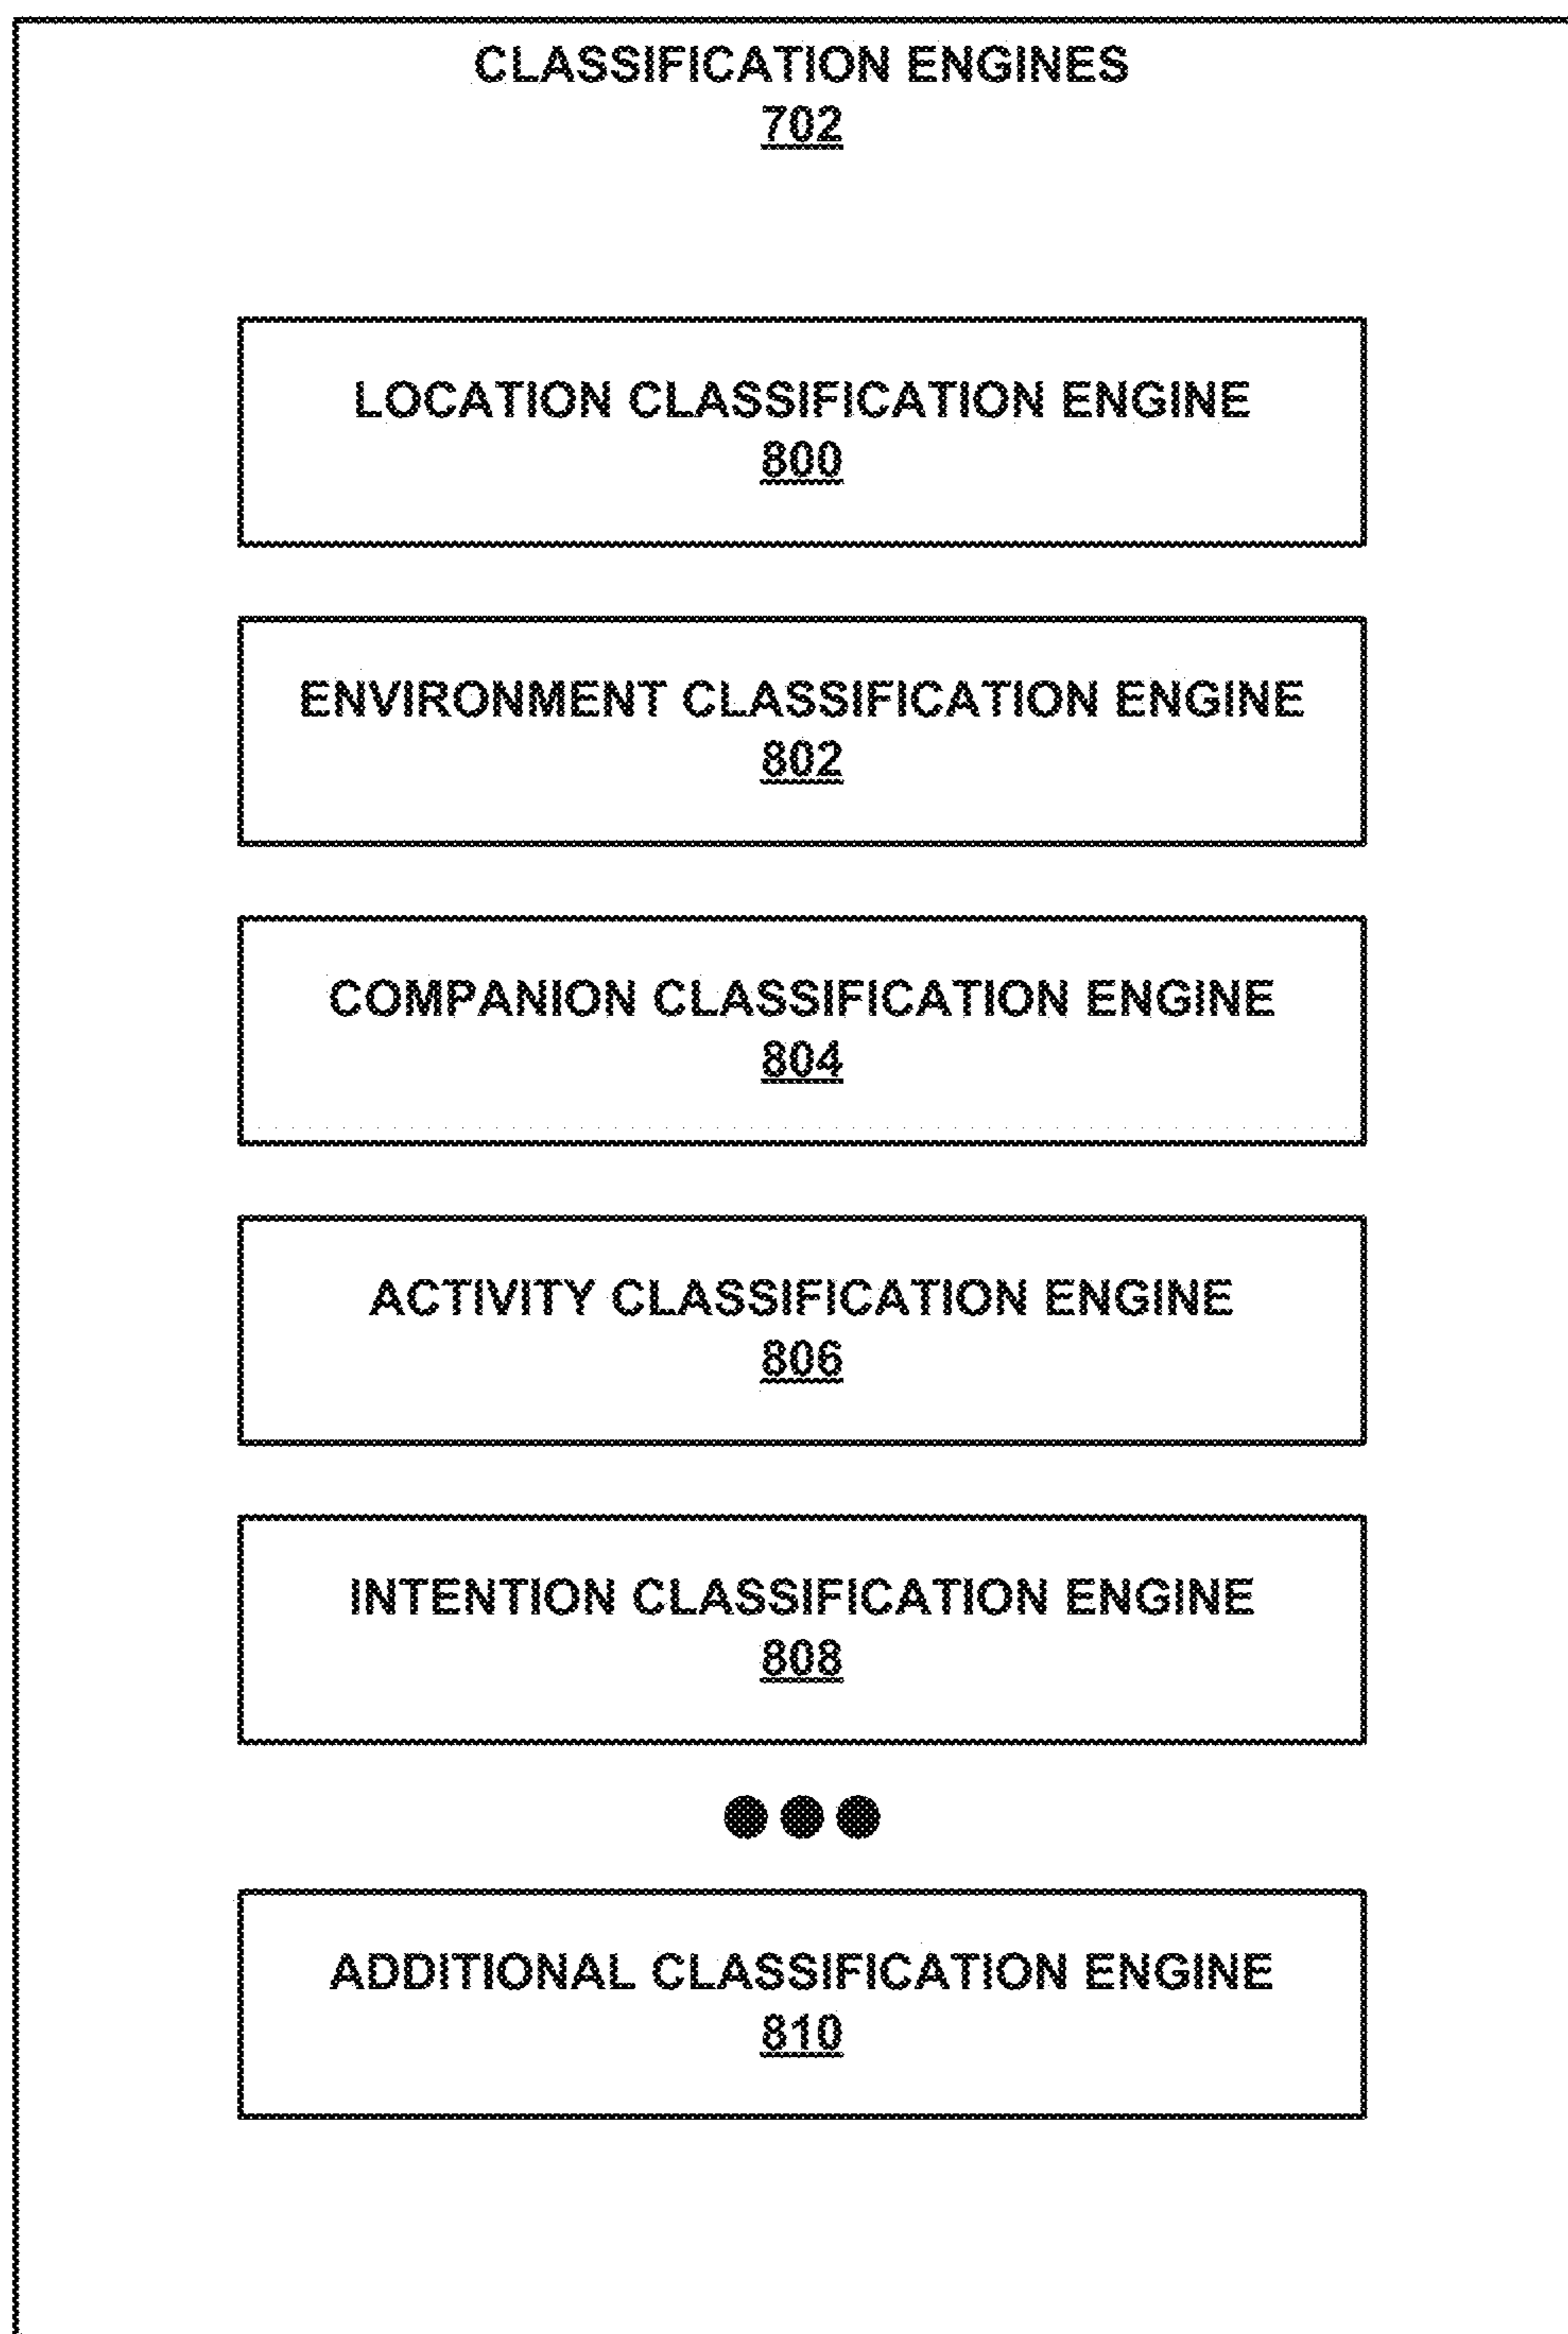 CLASSIFICATION ENGINES
702
LOCATION CLASSIFICATION ENGINE
800
ENVIRONMENT CLASSIFICATION ENGINE
802
COMPANION CLASSIFICATION ENGINE
804
ACTIVITY CLASSIFICATION ENGINE
806
INTENTION CLASSIFICATION ENGINE
808
ADDITIONAL CLASSIFICATION ENGINE
810